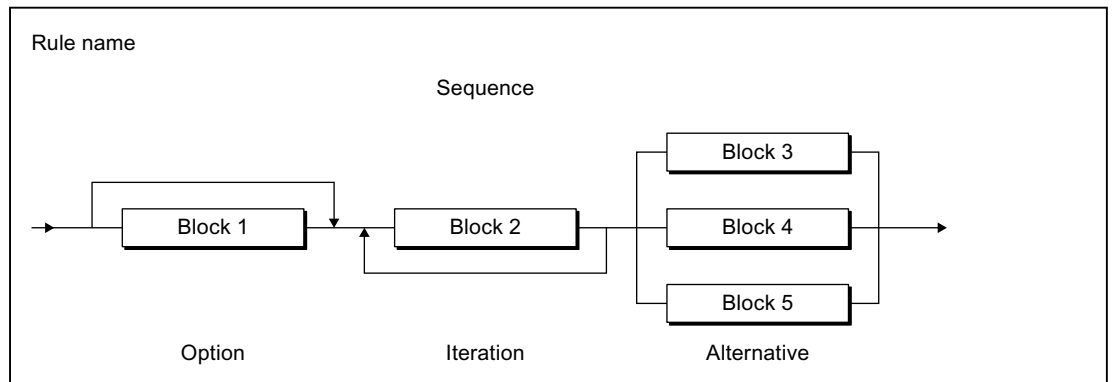 Rule name
Sequence
Block 3
Block 1
Block 2
Block 4
Block 5
Option
Iteration
Alternative